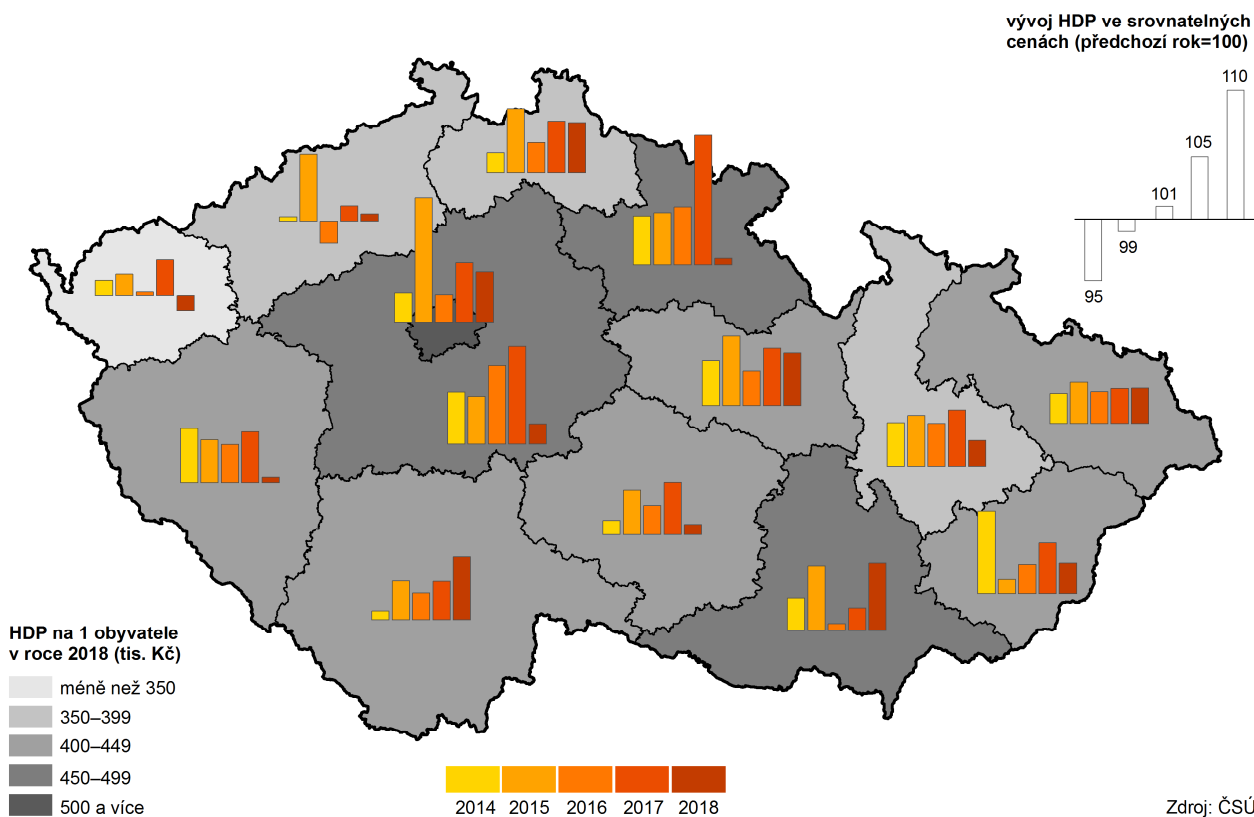 vývoj HDP ve srovnatelných
cenách (předchozí rok=100)
110
105
101
99
95
HDP na 1 obyvatele
v roce 2018 (tis. Kč)
méně než 350
350–399
400–449
450–499
500 a více
2014 2015 2016 2017 2018
Zdroj: ČSÚ